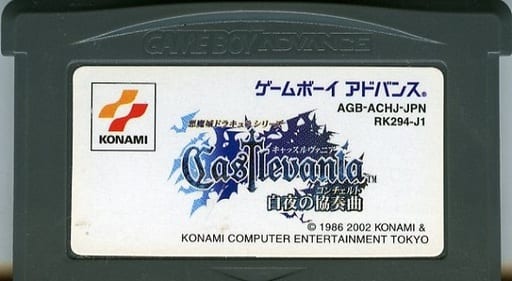 GAME BOY ADVANCE
KONAMI
ゲームボーイ アドバンス®
AGB-ACHJ-JPN
RK294-J1
悪魔城ドラキュラ シリーズ
キャッスルヴァニア
Castlevania™
コンチェルト
白夜の協奏曲
© 1986 2002 KONAMI &
KONAMI COMPUTER ENTERTAINMENT TOKYO